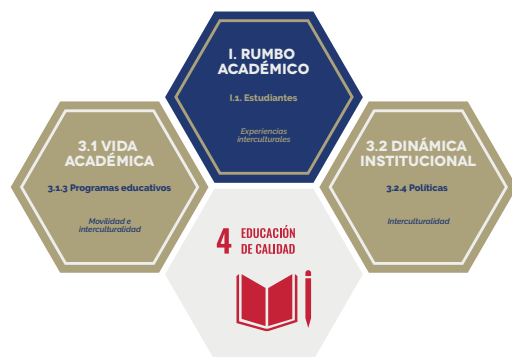 I. RUMBO
ACADÉMICO
I.1. Estudiantes
Experiencias
interculturales
3.1 VIDA
ACADÉMICA
3.1.3 Programas educativos
Movilidad e
interculturalidad
3.2 DINÁMICA
INSTITUCIONAL
3.2.4 Políticas
Interculturalidad
4 EDUCACIÓN
DE CALIDAD